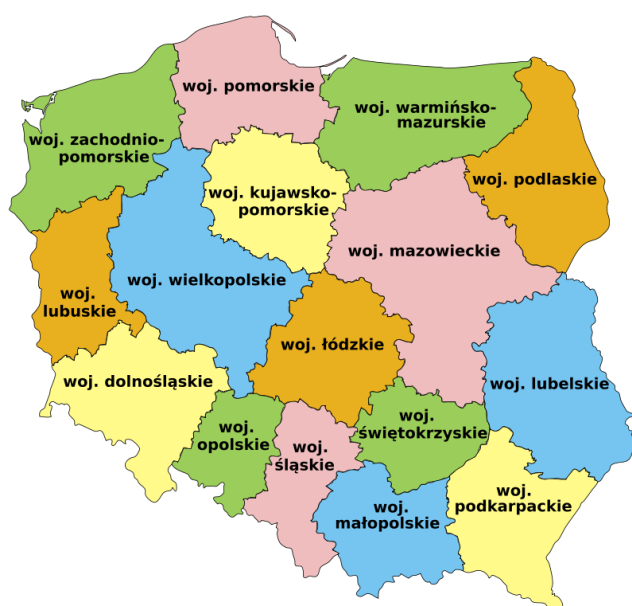 woj. pomorskie
woj. warmińsko-
mazurskie
woj. zachodnio-
pomorskie
woj. podlaskie
woj. kujawsko-
pomorskie
woj. mazowieckie
woj. wielkopolskie
woj.
lubuskie
woj. łódzkie
woj. dolnośląskie
woj. lubelskie
woj.
opolskie
woj.
śląskie
woj.
świętokrzyskie
woj.
małopolskie
woj.
podkarpackie